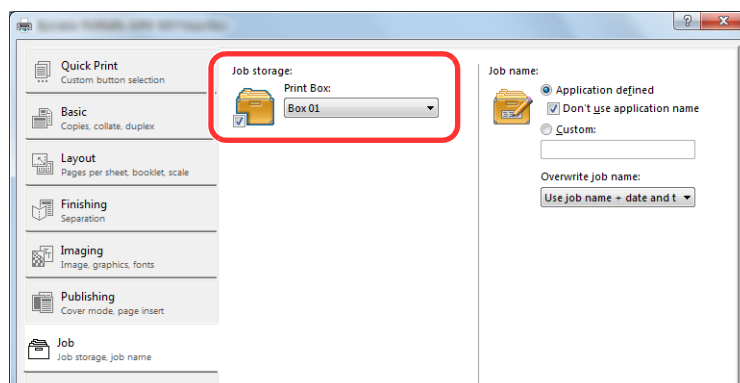 Quick Print
Custom button selection
Basic
Copies, collate, duplex
Layout
Pages per sheet, booklet, scale
Finishing
Separation
Imaging
Image, graphics, fonts
Publishing
Cover mode, page insert
Job
Job storage, job name
Job storage:
Print Box:
Box 01
Job name:
Application defined
Don't use application name
Custom:
Overwrite job name:
Use job name + date and t